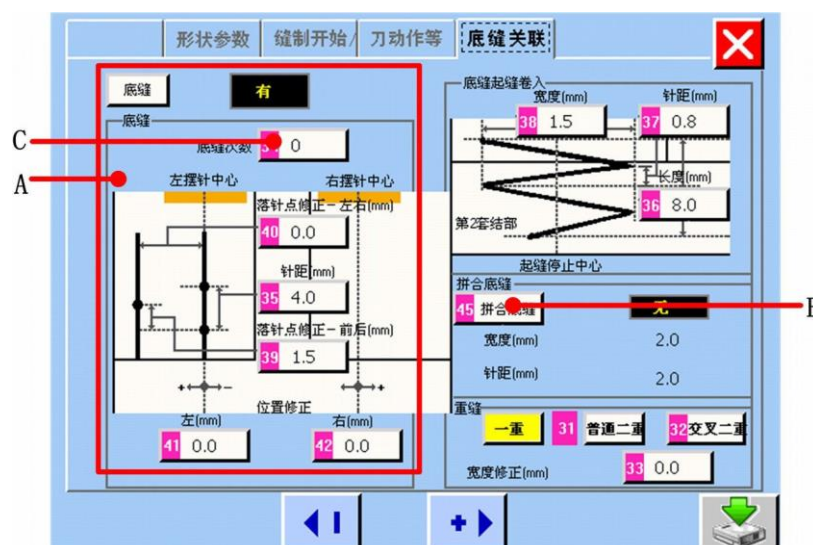 形状参数 缝制开始/ 刀动作等 底缝关联
底缝 有
底缝
C
底缝次数 0
A
左摆针中心 右摆针中心
落针点修正－左右(mm)
40 0.0
针距(mm)
35 4.0
落针点修正－前后(mm)
39 1.5
+ - - +
位置修正
左(mm) 右(mm)
41 0.0 42 0.0
底缝起缝卷入
宽度(mm) 针距(mm)
38 1.5 37 0.8
长度(mm)
36 8.0
第2套结部
起缝停止中心
拼合底缝
45 拼合底缝 无
宽度(mm) 2.0
针距(mm) 2.0
重缝
一重 31 普通二重 32 交叉二重
宽度修正(mm) 33 0.0